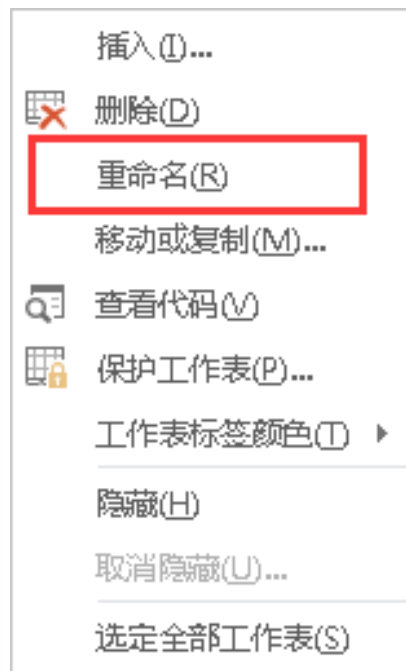 插入(I)...
删除(D)
重命名(R)
移动或复制(M)...
查看代码(V)
保护工作表(P)...
工作表标签颜色(T)
隐藏(H)
取消隐藏(U)...
选定全部工作表(S)